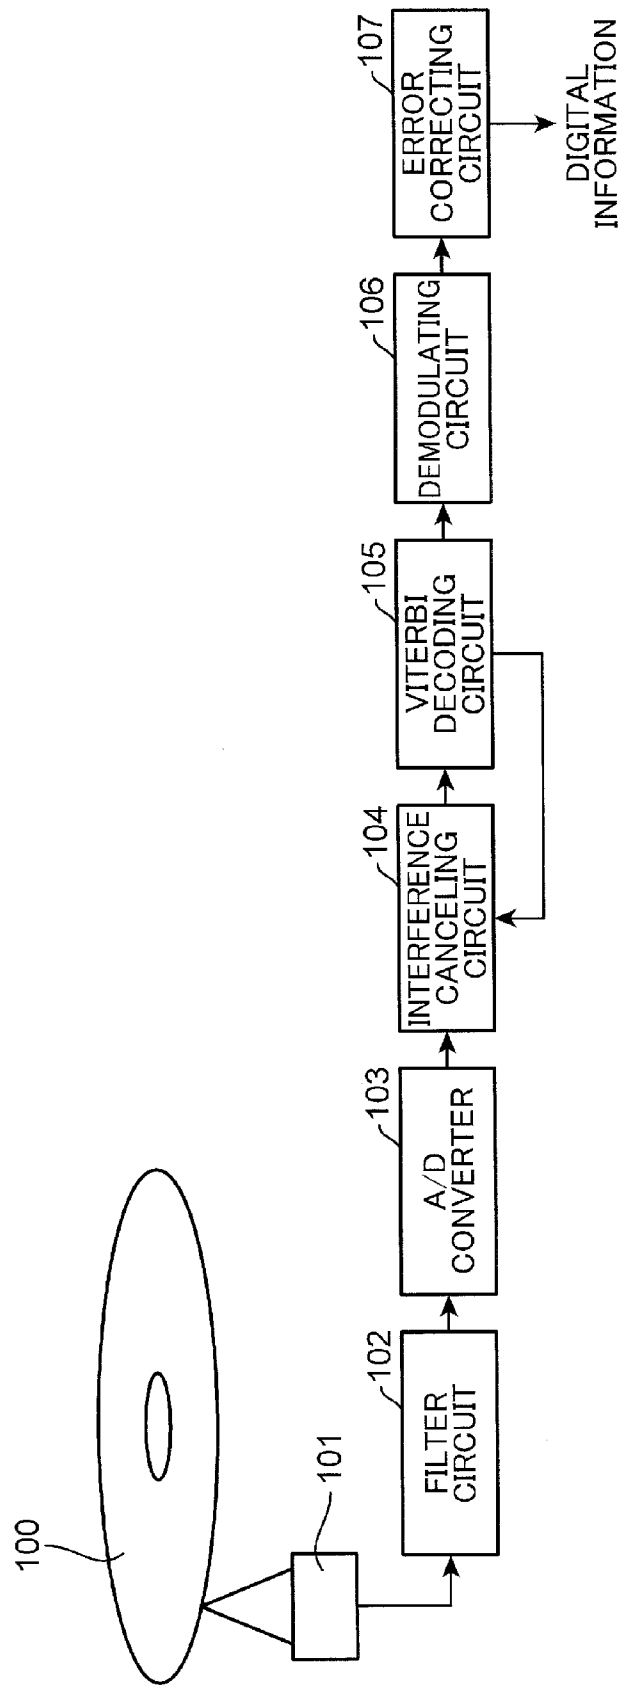 100
101
102
FILTER
CIRCUIT
103
A/D
CONVERTER
104
INTERFERENCE
CANCELING
CIRCUIT
105
VITERBI
DECODING
CIRCUIT
106
DEMODULATING
CIRCUIT
107
ERROR
CORRECTING
CIRCUIT
DIGITAL
INFORMATION